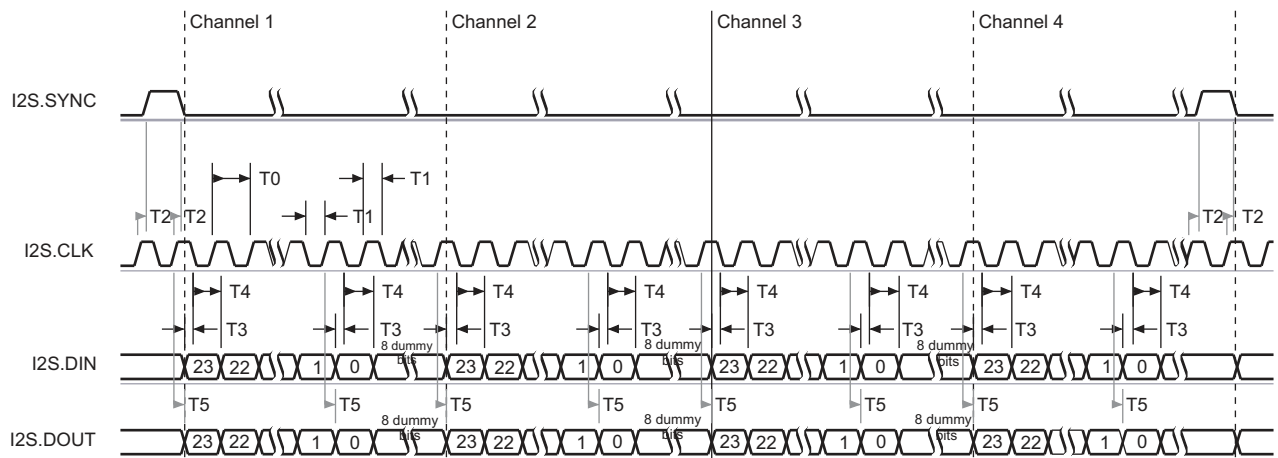 Channel 1 Channel 2 Channel 3 Channel 4
I2S.SYNC
T0 T1
T2 T2 T1 T2 T2
I2S.CLK
T4 T4 T4 T4 T4 T4 T4 T4
T3 T3 T3 T3 T3 T3 T3 T3
8 dummy bits 8 dummy bits 8 dummy bits
I2S.DIN 23 22 1 0 23 22 1 0 23 22 1 0 23 22 1 0
T5 T5 T5 T5 T5 T5 T5 T5
8 dummy bits 8 dummy bits 8 dummy bits
I2S.DOUT 23 22 1 0 23 22 1 0 23 22 1 0 23 22 1 0